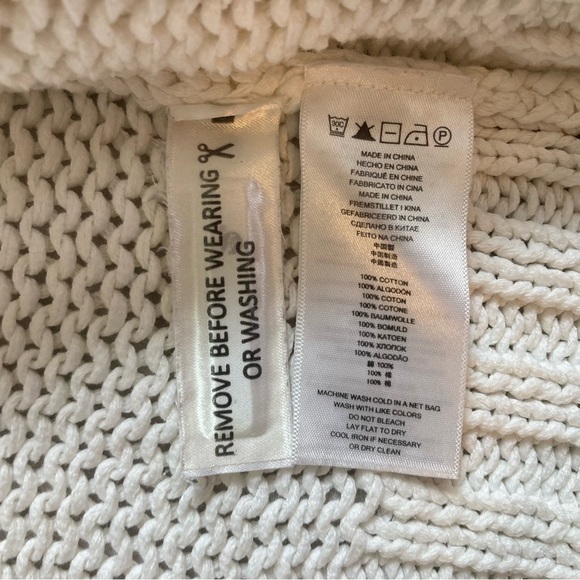 REMOVE BEFORE WEARING
OR WASHING
30C
P
MADE IN CHINA
HECHO EN CHINA
FABRIQUÉ EN CHINE
FABBRICATO IN CINA
MADE IN CHINA
FREMSTILLET I KINA
GEFABRICEERD IN CHINA
СДЕЛАНО В КИТАЕ
FEITO NA CHINA
中国製
中国制造
中國製造
100% COTTON
100% ALGODÓN
100% COTON
100% COTONE
100% BAUMWOLLE
100% BOMULD
100% KATOEN
100% ХЛОПОК
100% ALGODÃO
綿 100%
100% 棉
100% 棉
MACHINE WASH COLD IN A NET BAG
WASH WITH LIKE COLORS
DO NOT BLEACH
LAY FLAT TO DRY
COOL IRON IF NECESSARY
OR DRY CLEAN